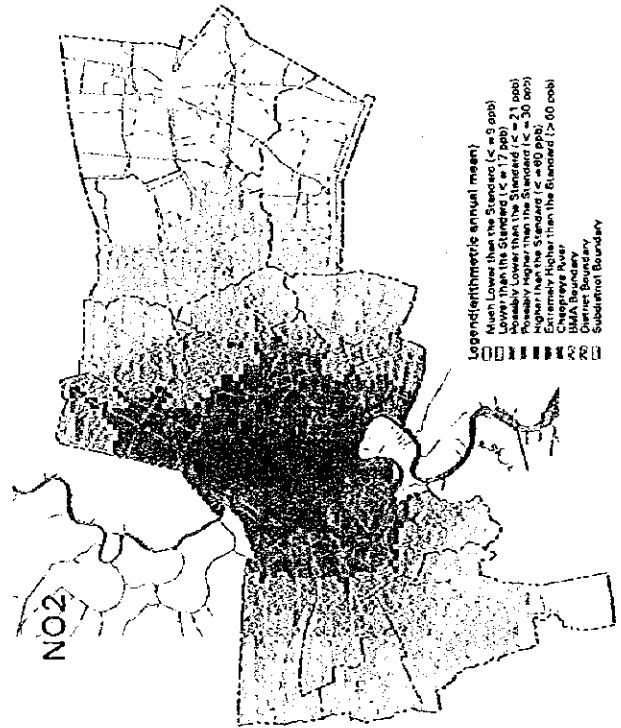 NO2
Legend(arithmetric annual mean)
Much Lower than the Standard (< = 9 ppb)
Lower than the Standard (< = 17 ppb)
Possibly Lower than the Standard (< = 21 ppb)
Possibly Higher than the Standard (< = 30 ppb)
Higher than the Standard (< = 60 ppb)
Extremely Higher than the Standard (> 60 ppb)
Chaopraya River
BMA Boundary
District Boundary
Subdistrict Boundary